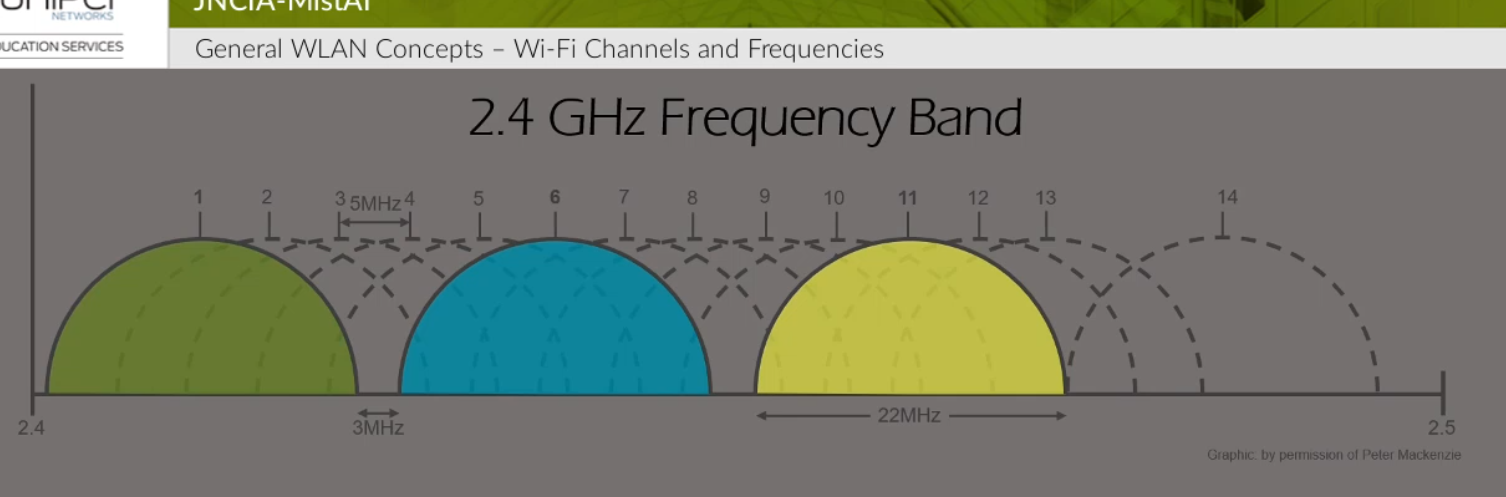 NETWORKS
JNCIA-MistAI
EDUCATION SERVICES
General WLAN Concepts – Wi-Fi Channels and Frequencies
2.4 GHz Frequency Band
1 2 3 5MHz 4 5 6 7 8 9 10 11 12 13 14
3MHz
22MHz
2.4
2.5
Graphic: by permission of Peter Mackenzie